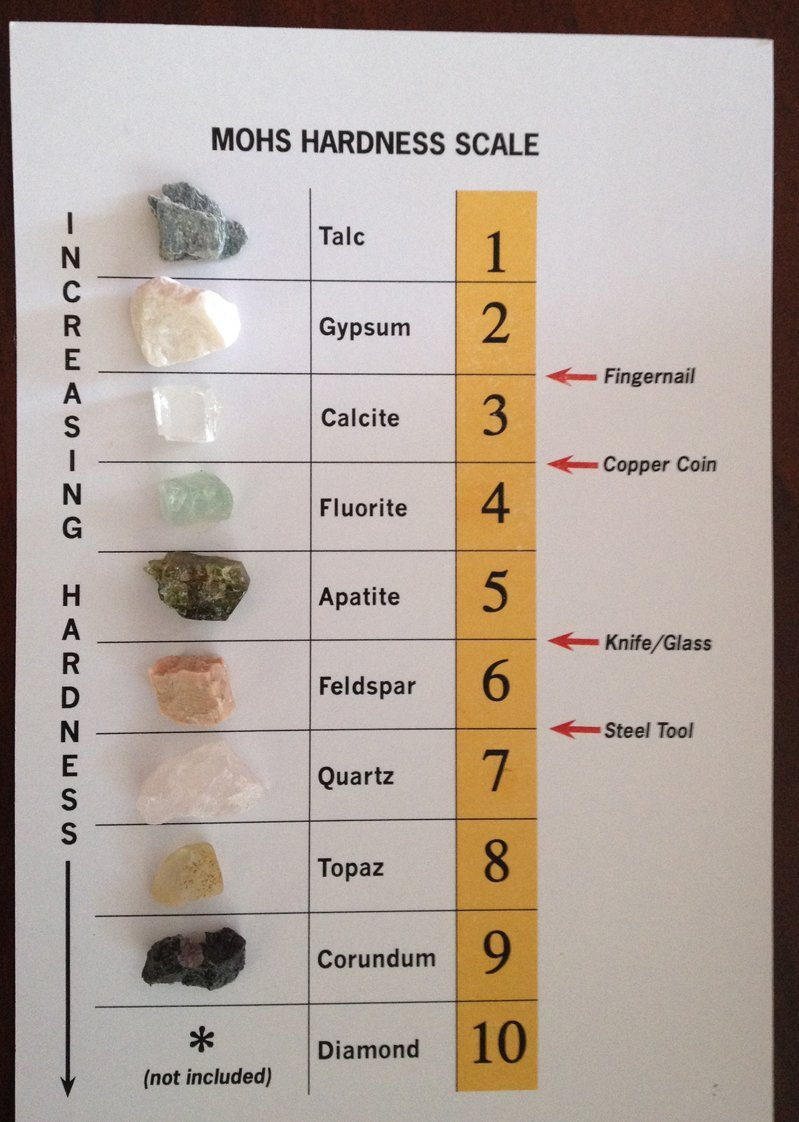 MOHS HARDNESS SCALE
INCREASING HARDNESS
Talc 1
Gypsum 2
Fingernail
Calcite 3
Copper Coin
Fluorite 4
Apatite 5
Knife/Glass
Feldspar 6
Steel Tool
Quartz 7
Topaz 8
Corundum 9
* Diamond 10
(not included)